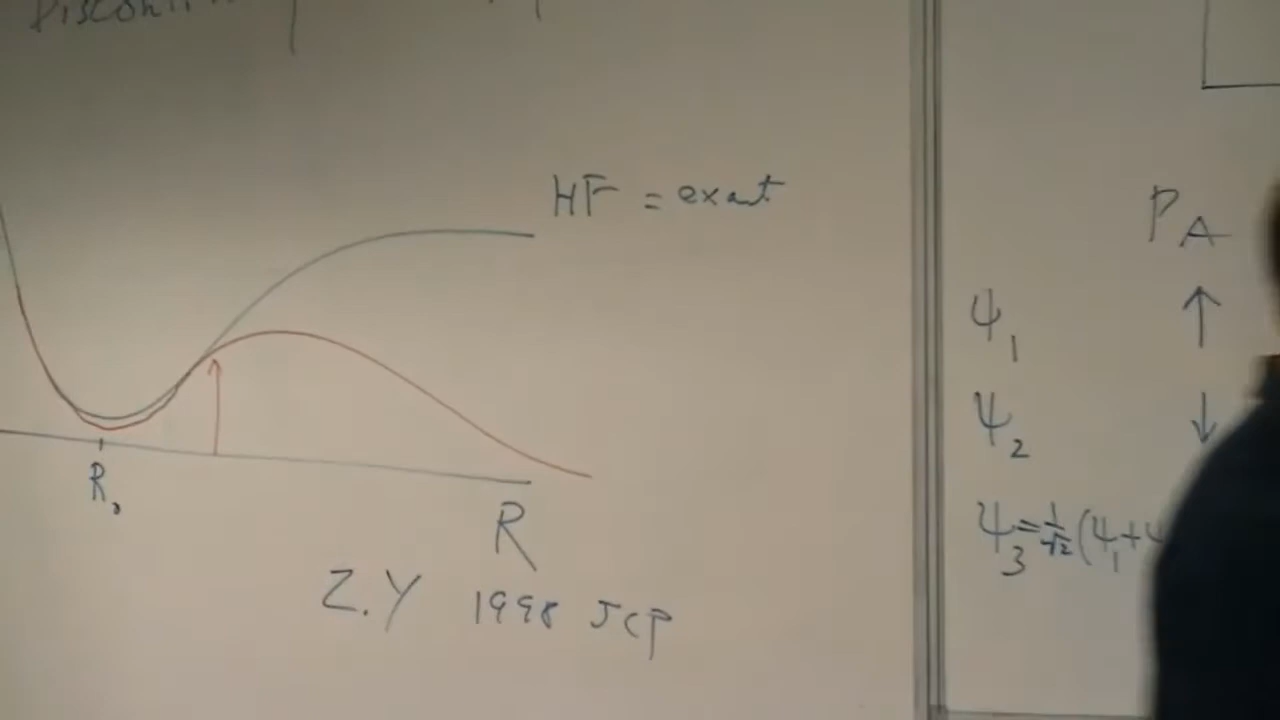 HF = exact
R₀
R
Z.Y 1998 JCP
P_A
ψ₁ ↑
ψ₂ ↓
ψ₃ = 1/√2 (ψ₁ +